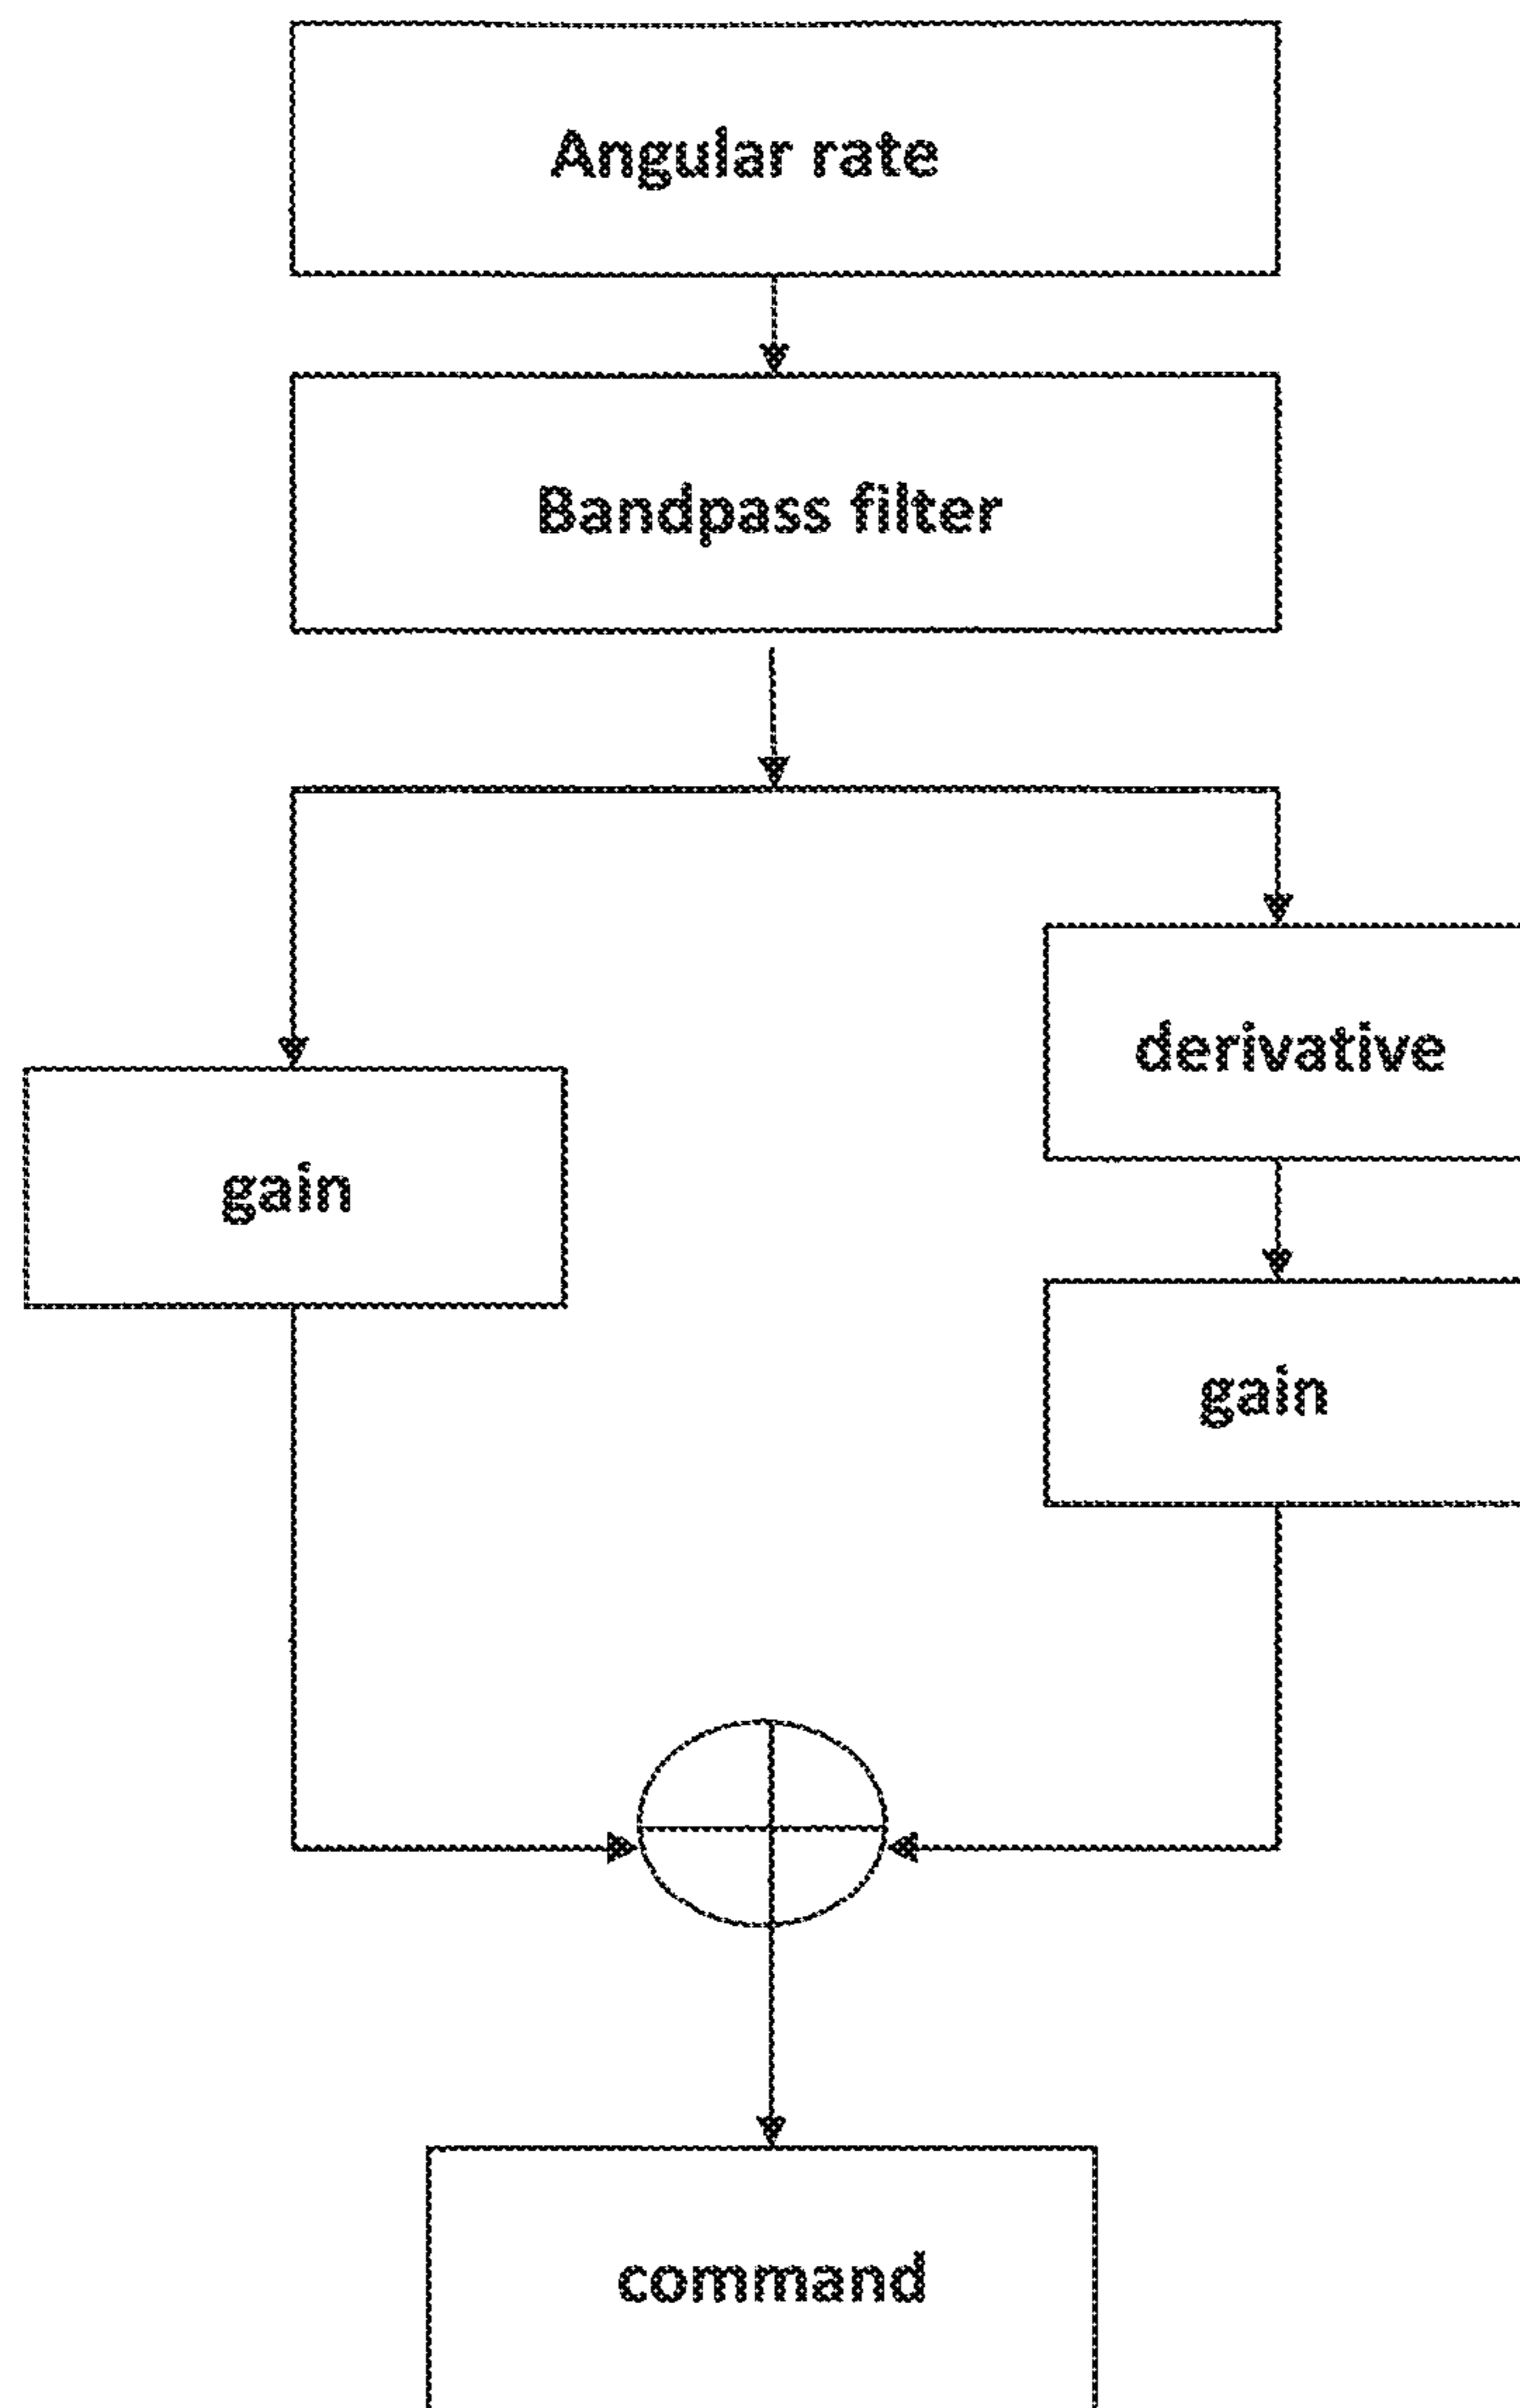 Angular rate
Bandpass filter
derivative
gain
gain
command